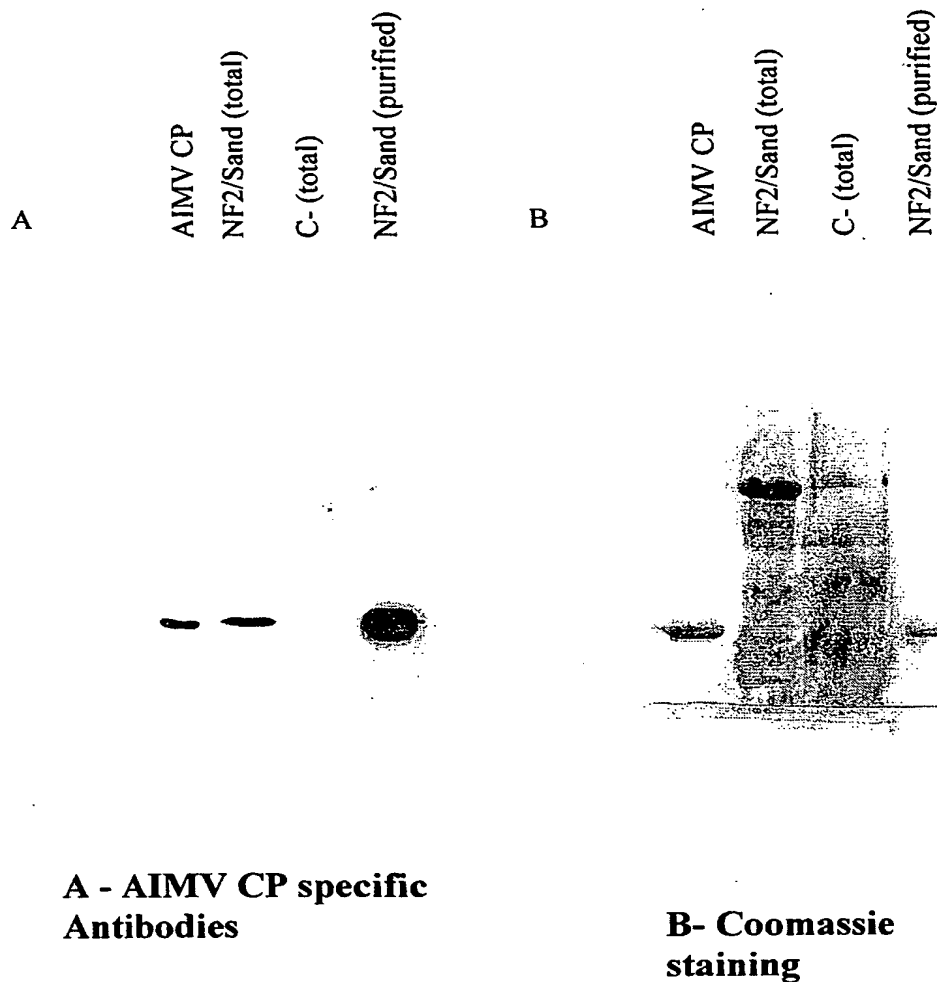 A
AIMV CP
NF2/Sand (total)
C- (total)
NF2/Sand (purified)
B
AIMV CP
NF2/Sand (total)
C- (total)
NF2/Sand (purified)
A - AIMV CP specific
Antibodies
B- Coomassie
staining